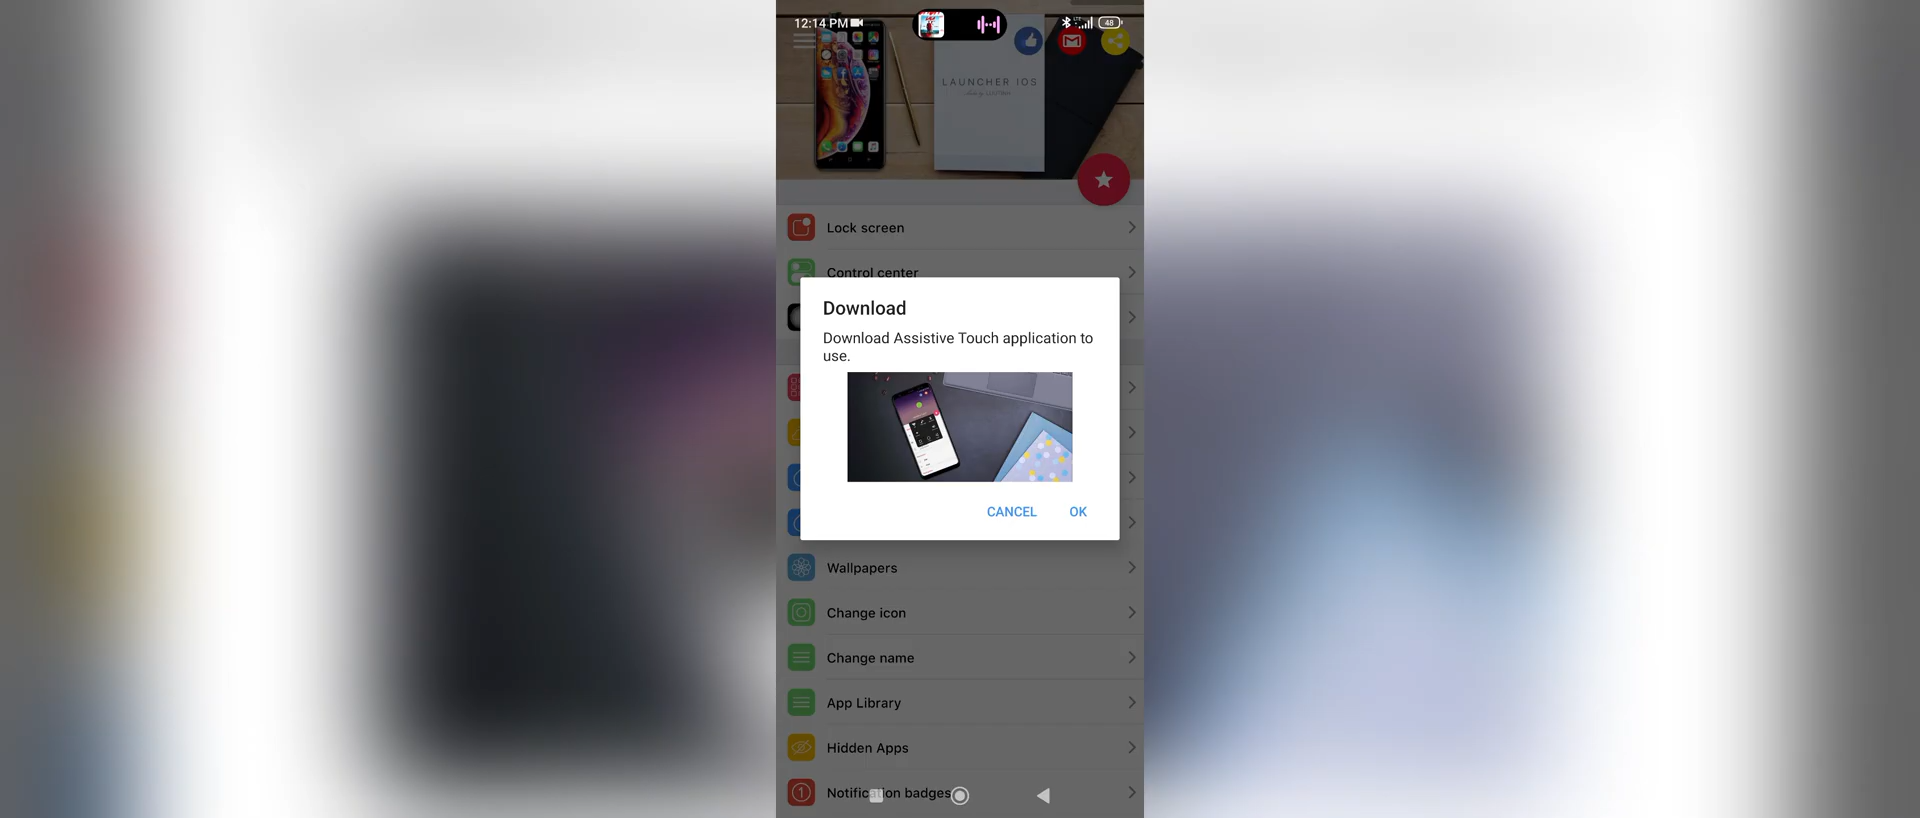 12:14 PM
48
LAUNCHER IOS
Lock screen
Control center
Download
Download Assistive Touch application to
use.
CANCEL OK
Wallpapers
Change icon
Change name
App Library
Hidden Apps
Notification badges